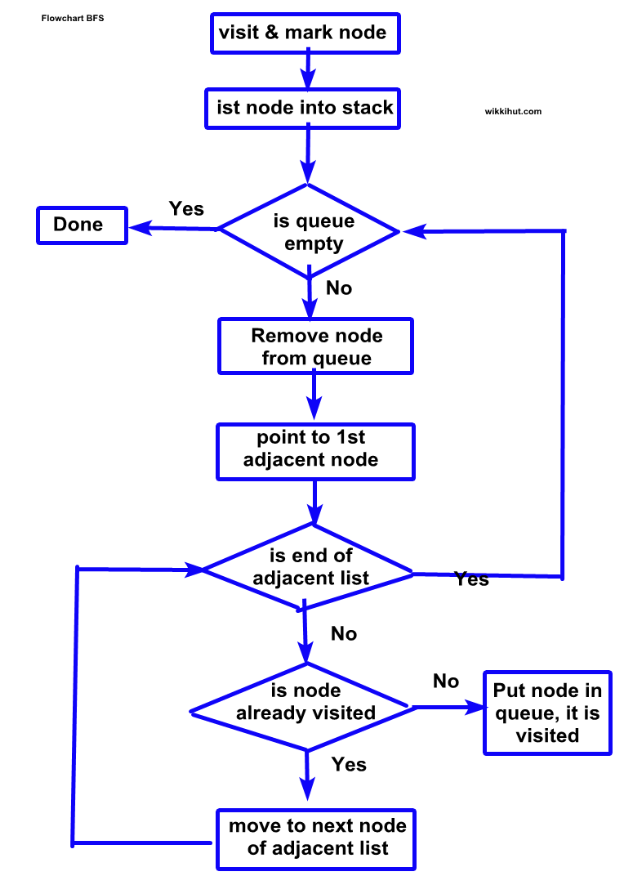 Flowchart BFS
visit & mark node
ist node into stack
wikkihut.com
is queue
empty
Yes
Done
No
Remove node
from queue
point to 1st
adjacent node
is end of
adjacent list
Yes
No
is node
already visited
No
Put node in
queue, it is
visited
Yes
move to next node
of adjacent list